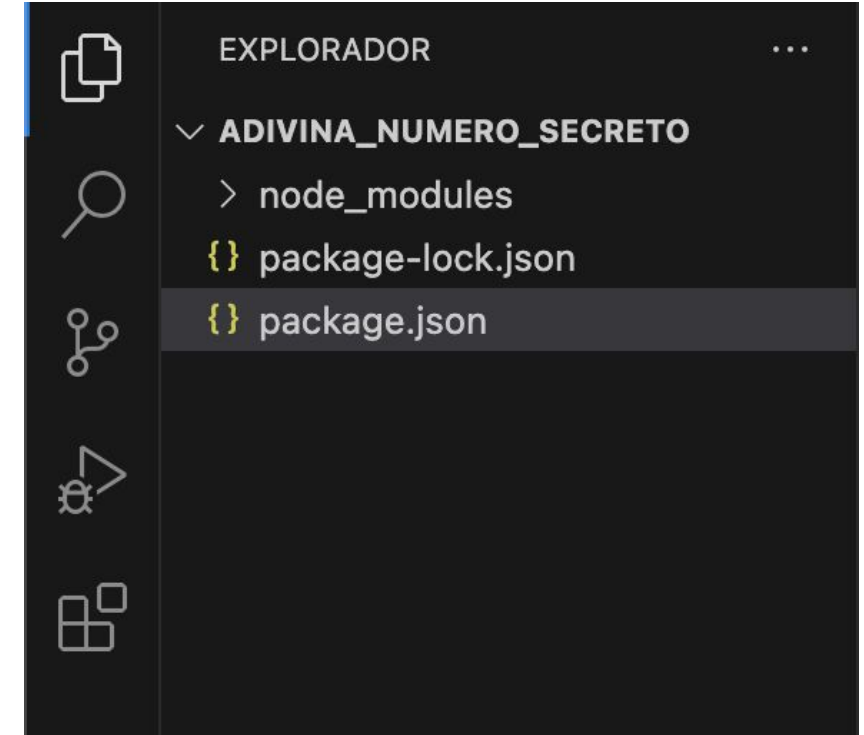 EXPLORADOR ...
ADIVINA_NUMERO_SECRETO
node_modules
{} package-lock.json
{} package.json